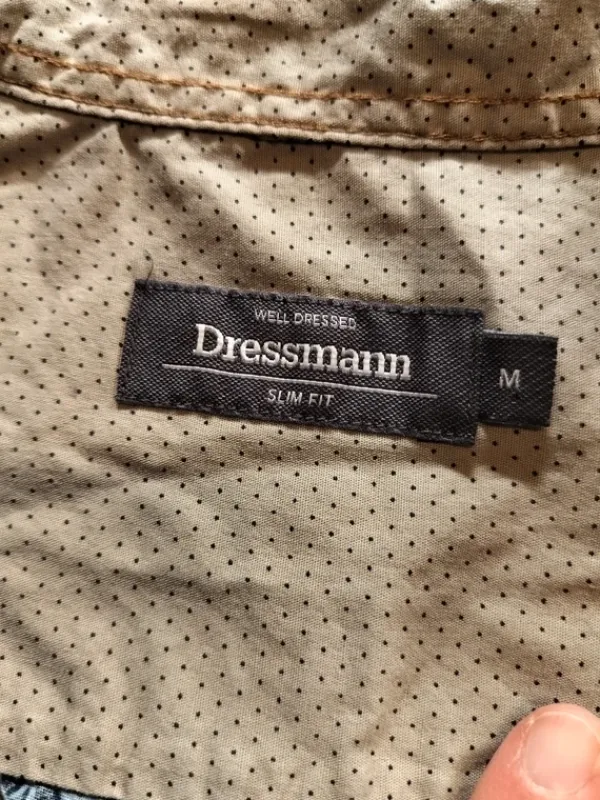 WELL DRESSED
Dressmann
SLIM FIT
M